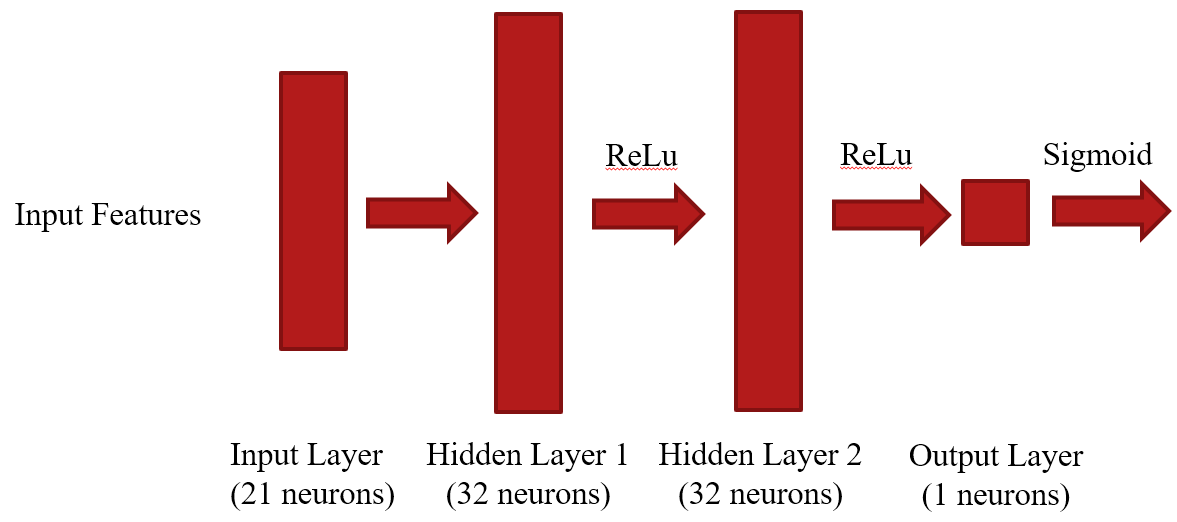 ReLu
ReLu
Sigmoid
Input Features
Input Layer
(21 neurons)
Hidden Layer 1
(32 neurons)
Hidden Layer 2
(32 neurons)
Output Layer
(1 neurons)